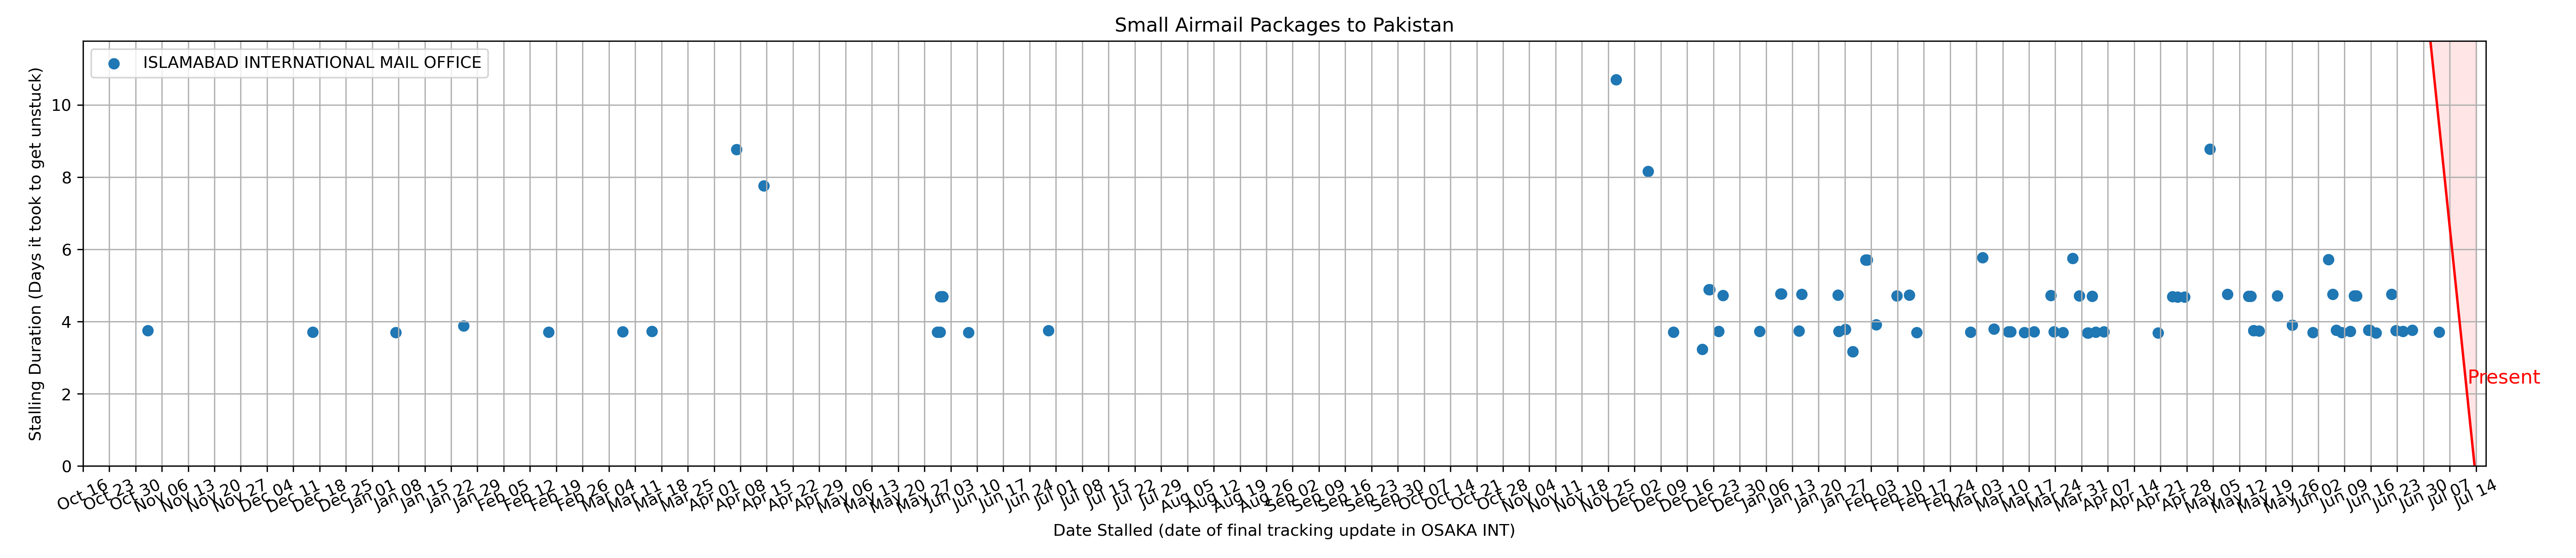 Small Airmail Packages to Pakistan
ISLAMABAD INTERNATIONAL MAIL OFFICE
Stalling Duration (Days it took to get unstuck)
10
8
6
4
2
0
Present
Oct 16 Oct 23 Oct 30 Nov 06 Nov 13 Nov 20 Nov 27 Dec 04 Dec 11 Dec 18 Dec 25 Jan 01 Jan 08 Jan 15 Jan 22 Jan 29 Feb 05 Feb 12 Feb 19 Feb 26 Mar 04 Mar 11 Mar 18 Mar 25 Apr 01 Apr 08 Apr 15 Apr 22 Apr 29 May 06 May 13 May 20 May 27 Jun 03 Jun 10 Jun 17 Jun 24 Jul 01 Jul 08 Jul 15 Jul 22 Jul 29 Aug 05 Aug 12 Aug 19 Aug 26 Sep 02 Sep 09 Sep 16 Sep 23 Sep 30 Oct 07 Oct 14 Oct 21 Oct 28 Nov 04 Nov 11 Nov 18 Nov 25 Dec 02 Dec 09 Dec 16 Dec 23 Dec 30 Jan 06 Jan 13 Jan 20 Jan 27 Feb 03 Feb 10 Feb 17 Feb 24 Mar 03 Mar 10 Mar 17 Mar 24 Mar 31 Apr 07 Apr 14 Apr 21 Apr 28 May 05 May 12 May 19 May 26 Jun 02 Jun 09 Jun 16 Jun 23 Jun 30 Jul 07 Jul 14
Date Stalled (date of final tracking update in OSAKA INT)